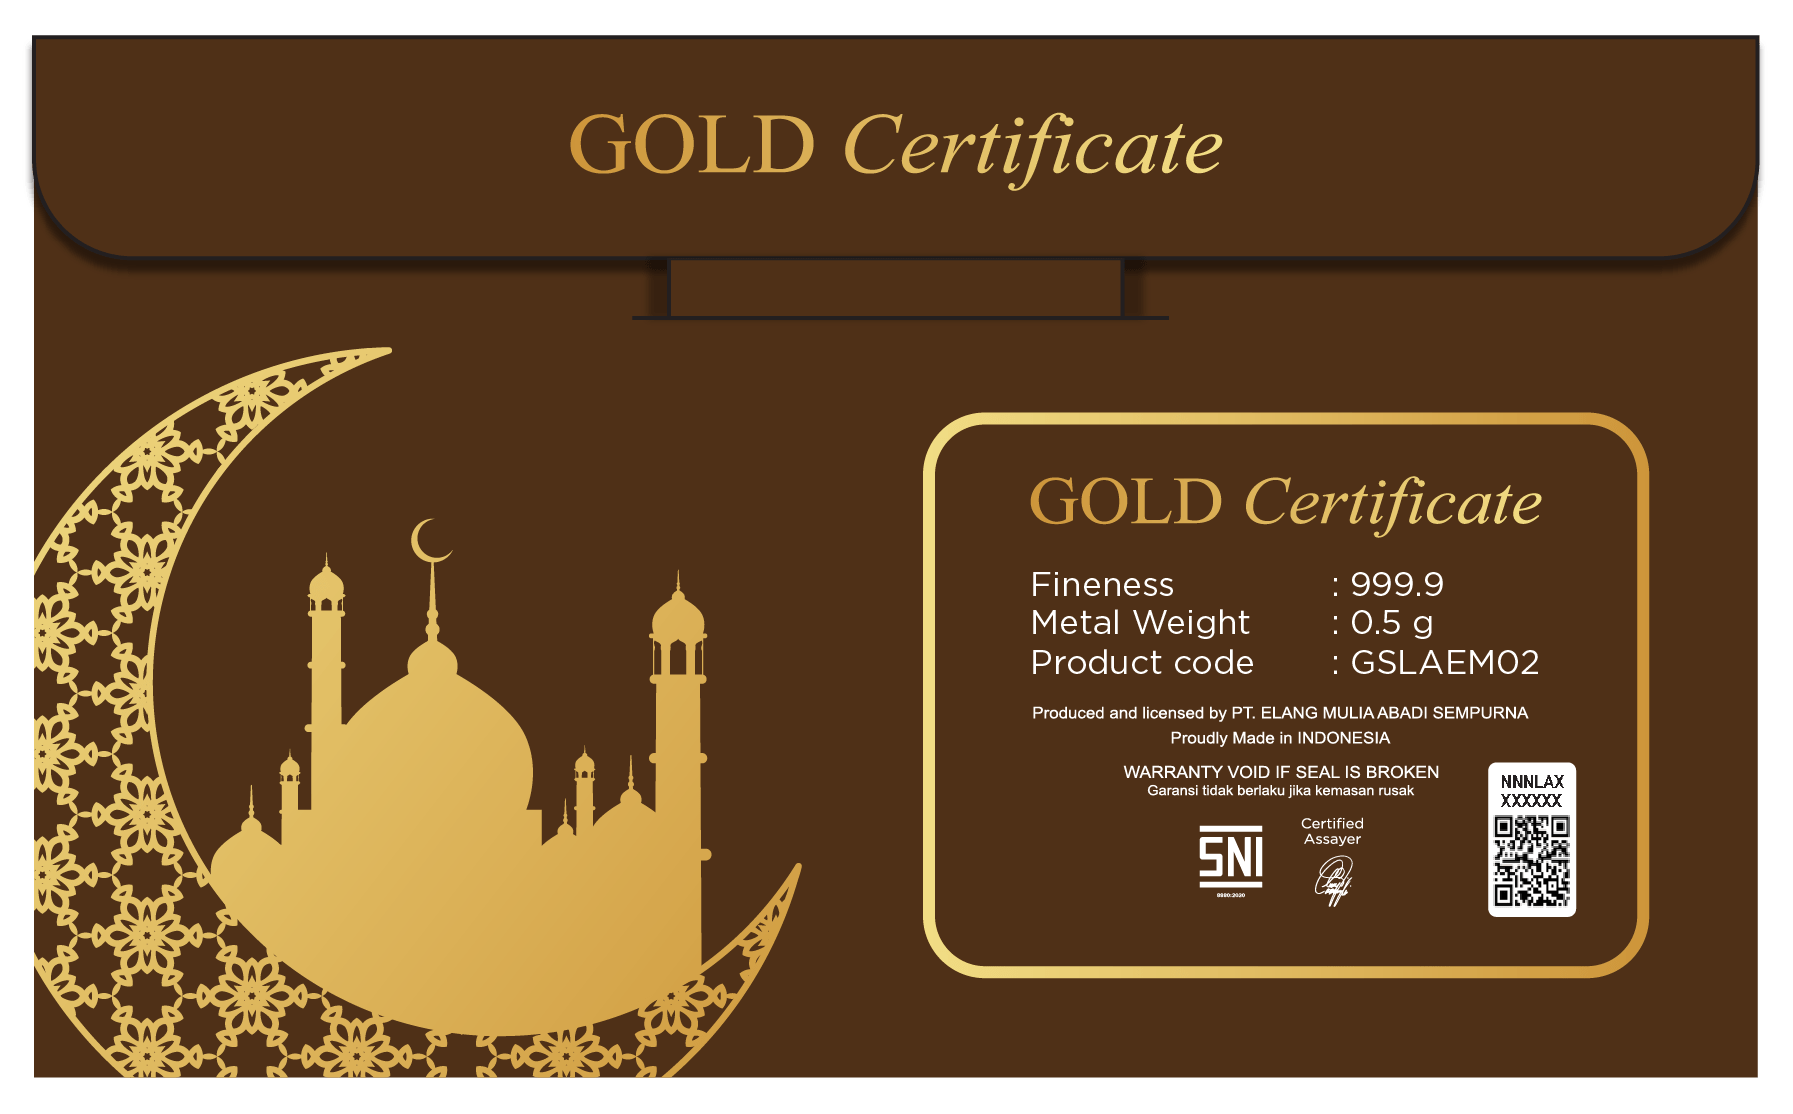 GOLD Certificate
GOLD Certificate
Fineness : 999.9
Metal Weight : 0.5 g
Product code : GSLAEM02
Produced and licensed by PT. ELANG MULIA ABADI SEMPURNA
Proudly Made in INDONESIA
WARRANTY VOID IF SEAL IS BROKEN
Garansi tidak berlaku jika kemasan rusak
NNNLAX
XXXXXX
Certified
Assayer
SNI
8880:2020